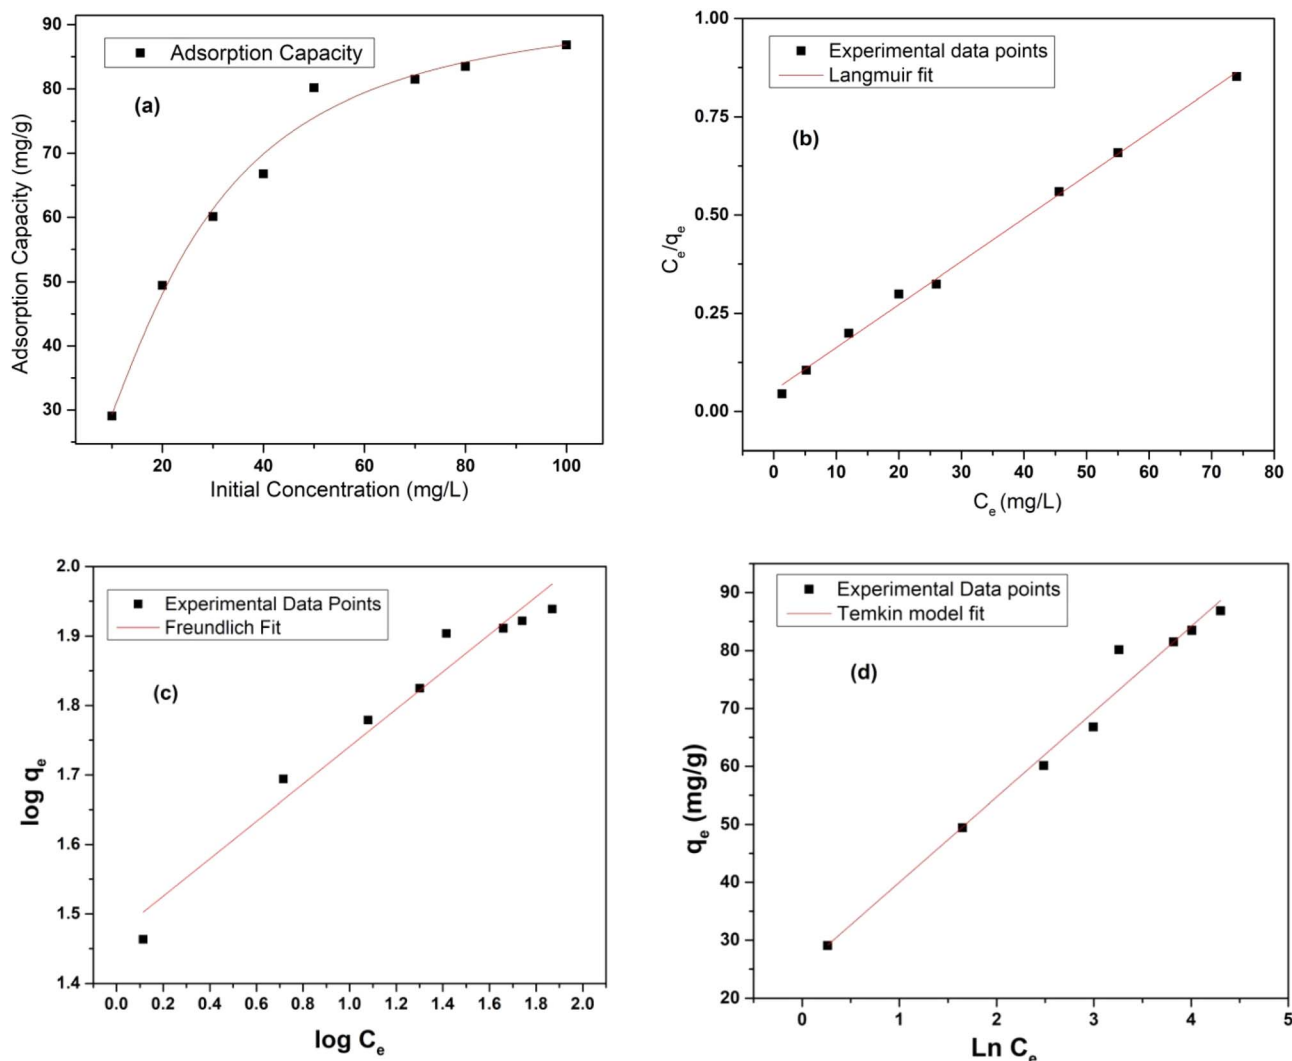 Adsorption Capacity
(a)
90
80
70
60
50
40
30
Adsorption Capacity (mg/g)
20 40 60 80 100
Initial Concentration (mg/L)
Experimental data points
Langmuir fit
(b)
1.00
0.75
0.50
0.25
0.00
Ce/qe
0 10 20 30 40 50 60 70 80
Ce (mg/L)
Experimental Data Points
Freundlich Fit
(c)
2.0
1.9
1.8
1.7
1.6
1.5
1.4
log qe
0.0 0.2 0.4 0.6 0.8 1.0 1.2 1.4 1.6 1.8 2.0
log Ce
Experimental Data points
Temkin model fit
(d)
90
80
70
60
50
40
30
20
qe (mg/g)
0 1 2 3 4 5
Ln Ce